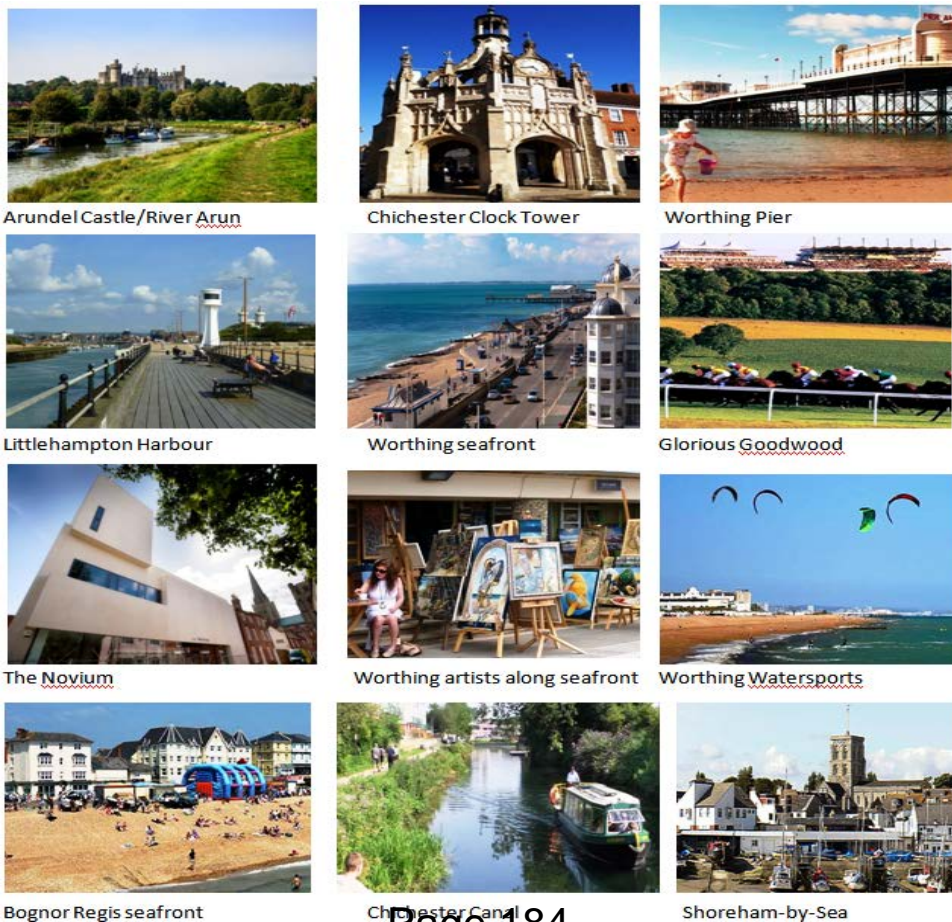 Arundel Castle/River Arun
Chichester Clock Tower
Worthing Pier
Littlehampton Harbour
Worthing seafront
Glorious Goodwood
The Novium
Worthing artists along seafront
Worthing Watersports
Bognor Regis seafront
Chichester Canal
Shoreham-by-Sea
Page 184